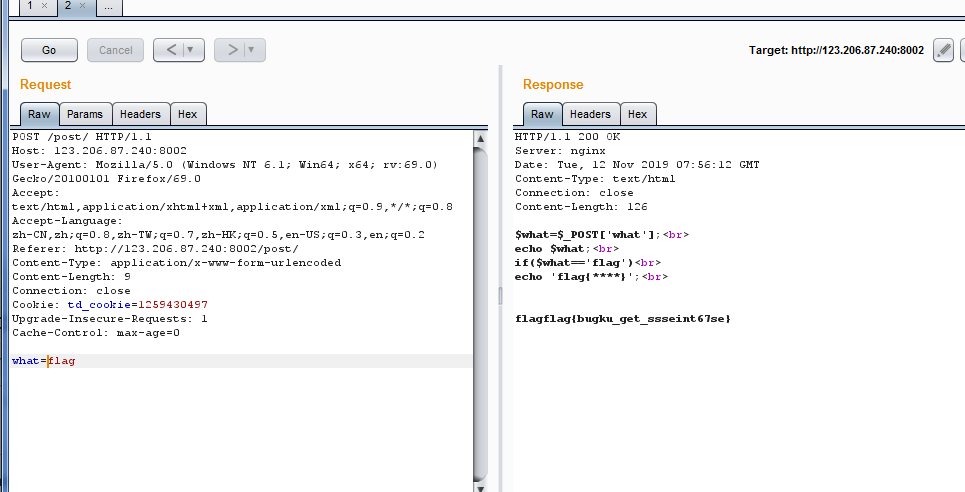 1 × 2 × ...
Go Cancel < > Target: http://123.206.87.240:8002
Request
Raw Params Headers Hex
POST /post/ HTTP/1.1
Host: 123.206.87.240:8002
User-Agent: Mozilla/5.0 (Windows NT 6.1; Win64; x64; rv:69.0)
Gecko/20100101 Firefox/69.0
Accept:
text/html,application/xhtml+xml,application/xml;q=0.9,*/*;q=0.8
Accept-Language:
zh-CN,zh;q=0.8,zh-TW;q=0.7,zh-HK;q=0.5,en-US;q=0.3,en;q=0.2
Referer: http://123.206.87.240:8002/post/
Content-Type: application/x-www-form-urlencoded
Content-Length: 9
Connection: close
Cookie: td_cookie=1259430497
Upgrade-Insecure-Requests: 1
Cache-Control: max-age=0
what=flag
Response
Raw Headers Hex
HTTP/1.1 200 OK
Server: nginx
Date: Tue, 12 Nov 2019 07:56:12 GMT
Content-Type: text/html
Connection: close
Content-Length: 126
$what=$_POST['what'];<br>
echo $what;<br>
if($what=='flag')<br>
echo 'flag{****}';<br>
flagflag{bugku_get_ssseint67se}